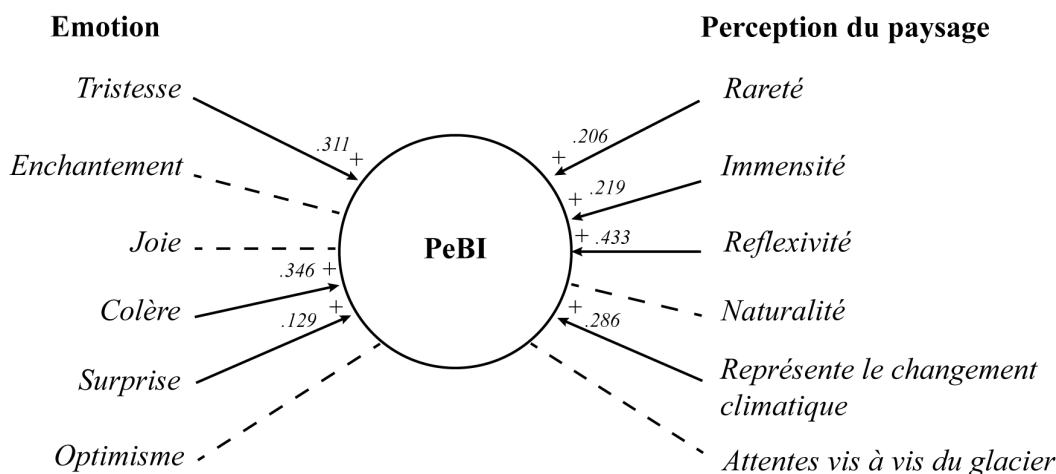 Emotion
Perception du paysage
Tristesse
Rareté
.311
+
.206
+
Enchantement
Immensité
.219
+
Joie
PeBI
+
.433
Reflexivité
.346
+
Colère
Naturalité
.129
+
+
.286
Surprise
Représente le changement
climatique
Optimisme
Attentes vis à vis du glacier